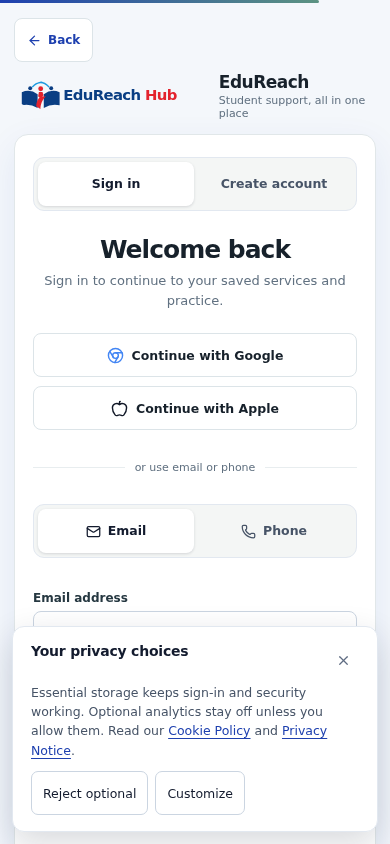 Back
EduReach Hub
EduReach
Student support, all in one
place
Sign in
Create account
Welcome back
Sign in to continue to your saved services and
practice.
Continue with Google
Continue with Apple
or use email or phone
Email
Phone
Email address
Your privacy choices
Essential storage keeps sign-in and security
working. Optional analytics stay off unless you
allow them. Read our Cookie Policy and Privacy
Notice.
Reject optional
Customize